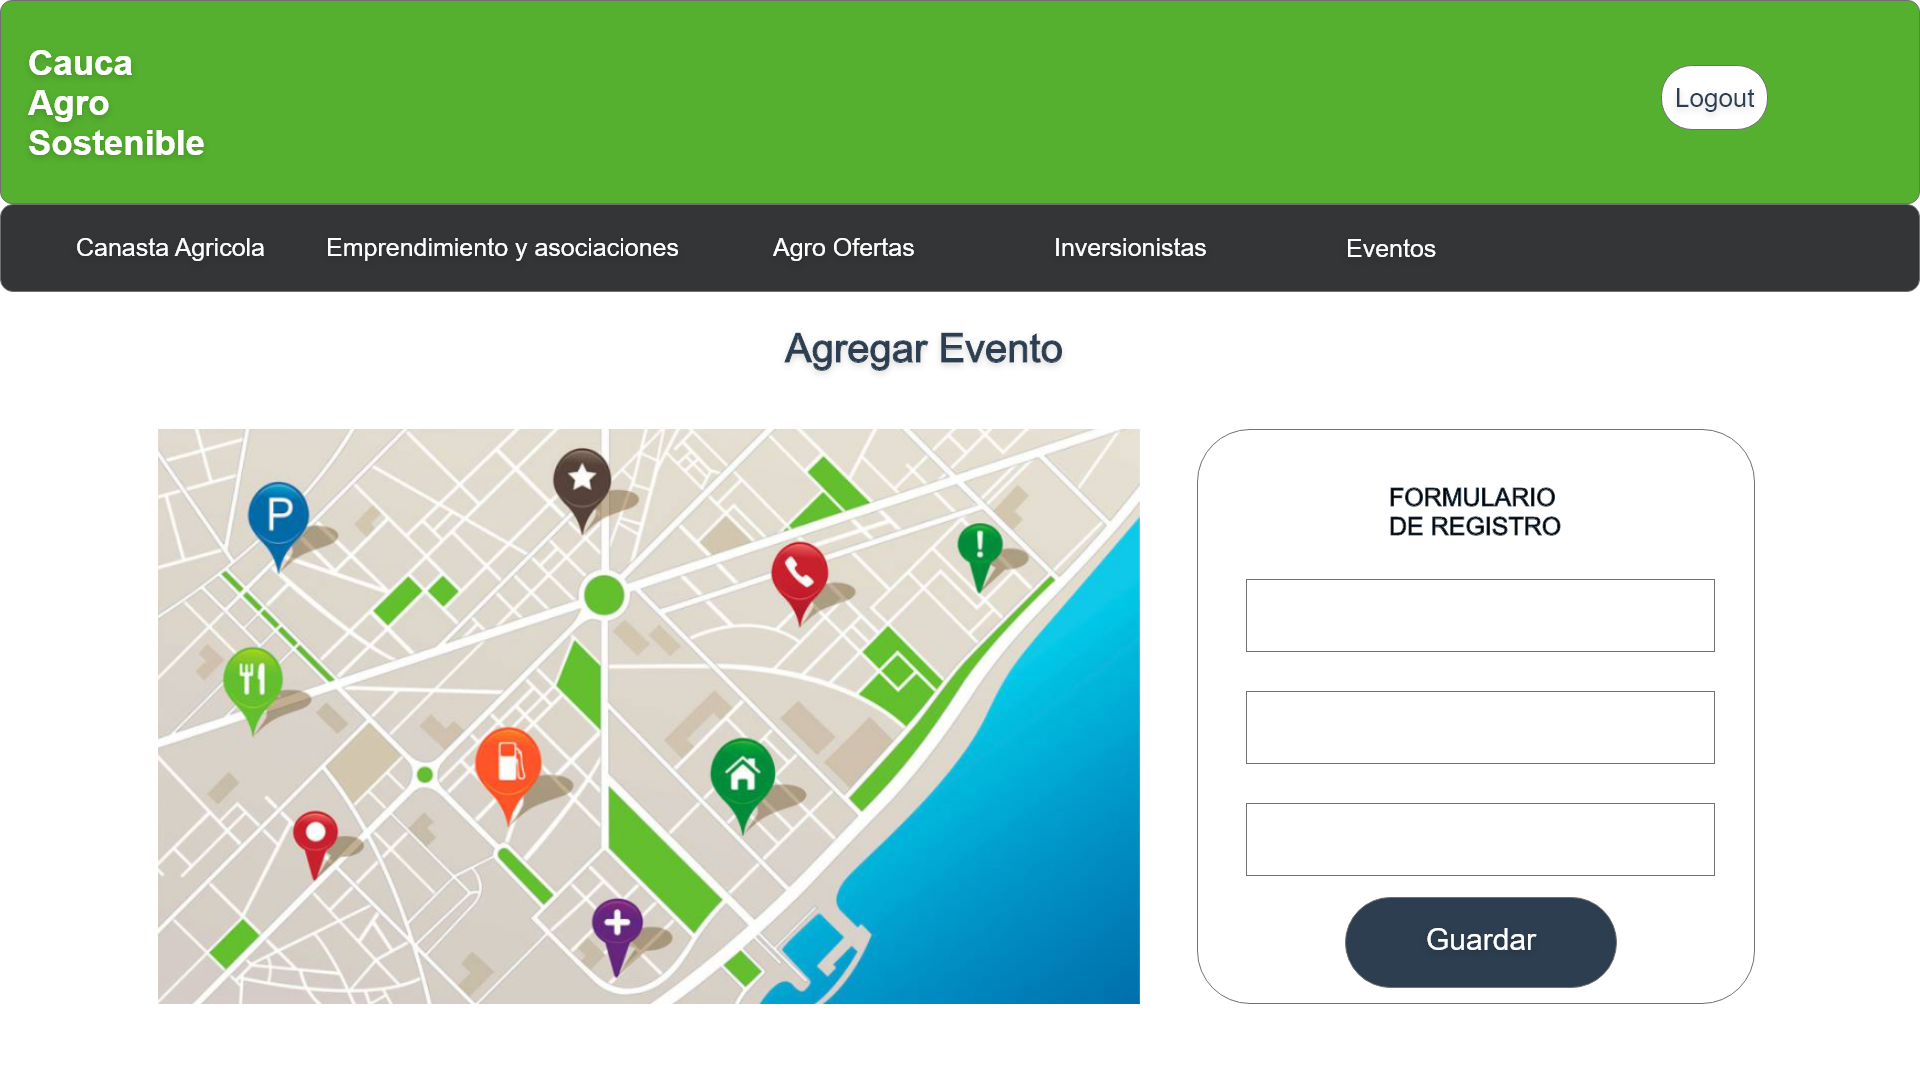 Cauca
Agro
Sostenible
Logout
Canasta Agricola
Emprendimiento y asociaciones
Agro Ofertas
Inversionistas
Eventos
Agregar Evento
P
!
FORMULARIO
DE REGISTRO
Guardar